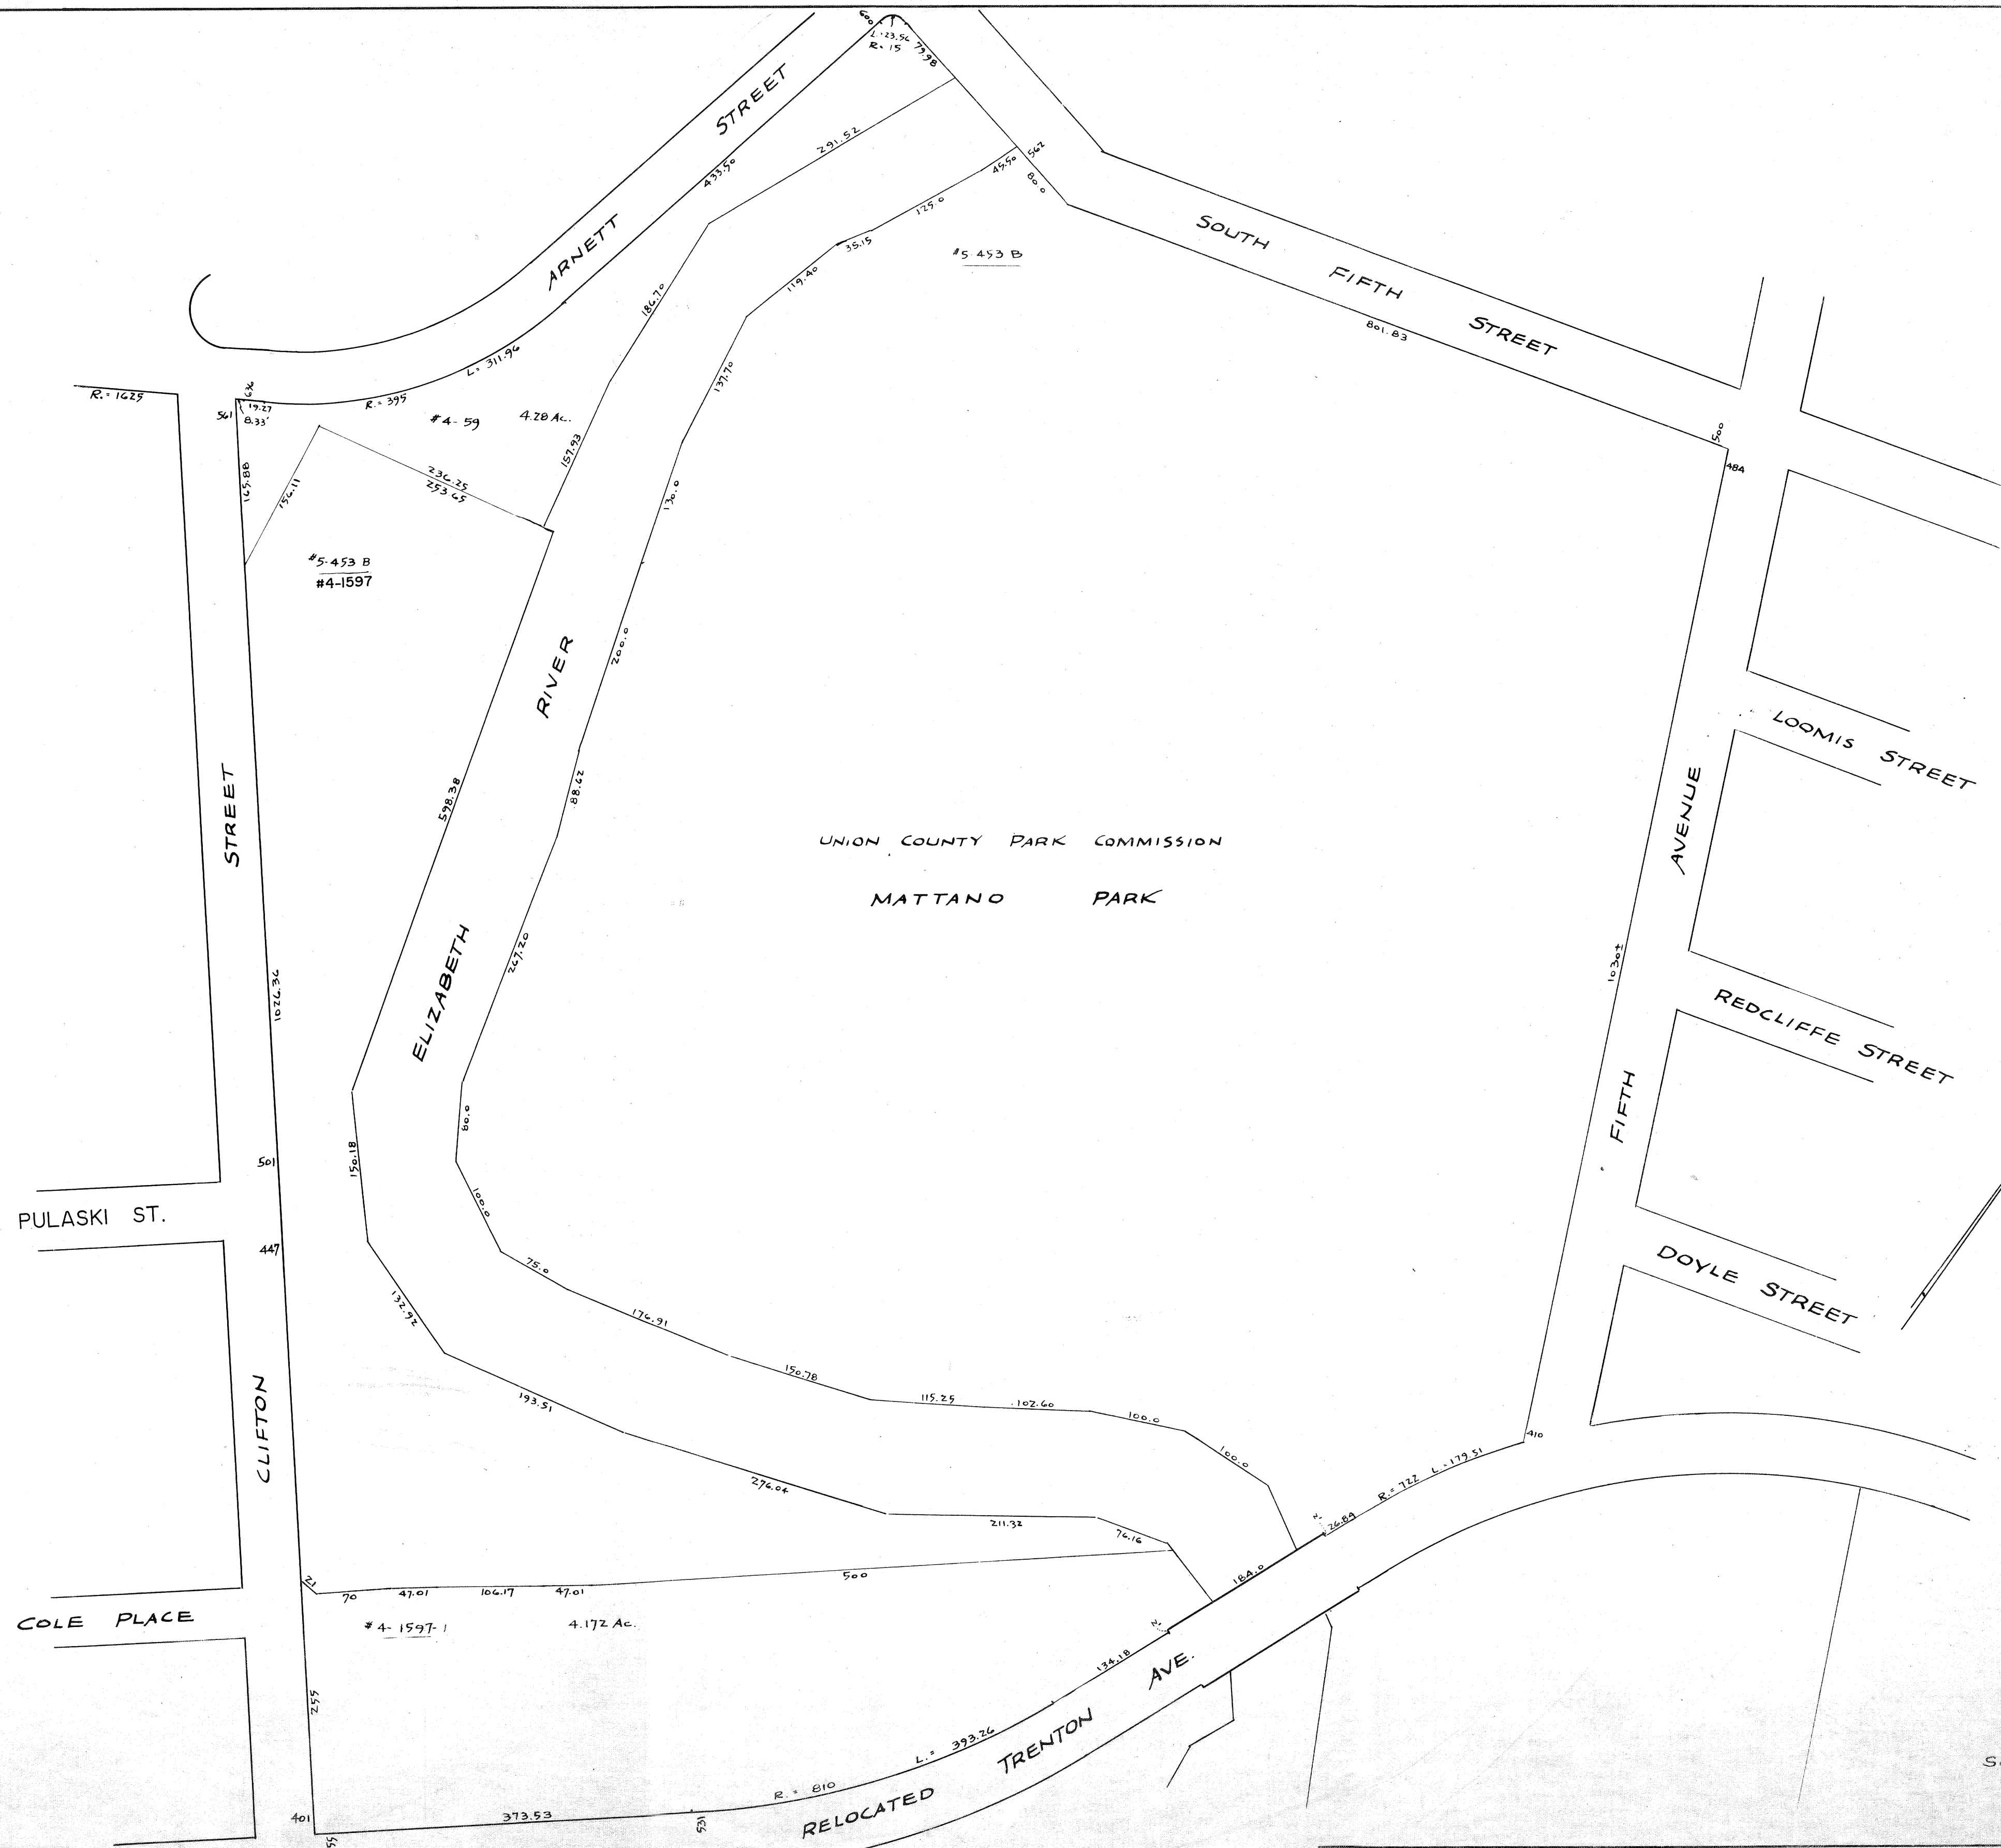 600
L=23.56
R=15
79.98
ARNETT STREET
433.50
291.52
45.50
562
80.0
125.0
35.15
119.40
#5-453 B
SOUTH FIFTH STREET
801.83
186.70
137.70
L=311.96
R.=1625
R.=395
636
19.27
8.33'
561
#4-59 4.28 Ac.
157.93
236.25
253.65
165.88
156.11
130.0
500
484
#5-453 B
#4-1597
200.0
ELIZABETH RIVER
LOOMIS STREET
88.62
598.38
CLIFTON STREET
UNION COUNTY PARK COMMISSION
MATTANO PARK
FIFTH AVENUE
267.20
1030±
1026.36
REDCLIFFE STREET
80.0
150.18
501
100.0
PULASKI ST.
447
75.0
DOYLE STREET
132.92
176.91
150.78
193.51
115.25
102.60
100.0
100.0
410
R.=722 L=179.51
276.04
211.32
76.16
26.89
2'
184.0
21
70
47.01
106.17
47.01
500
COLE PLACE
#4-1597-1 4.172 Ac.
2'
134.18
255
RELOCATED TRENTON AVE.
L.= 393.26
R.= 810
401
373.53
531
55